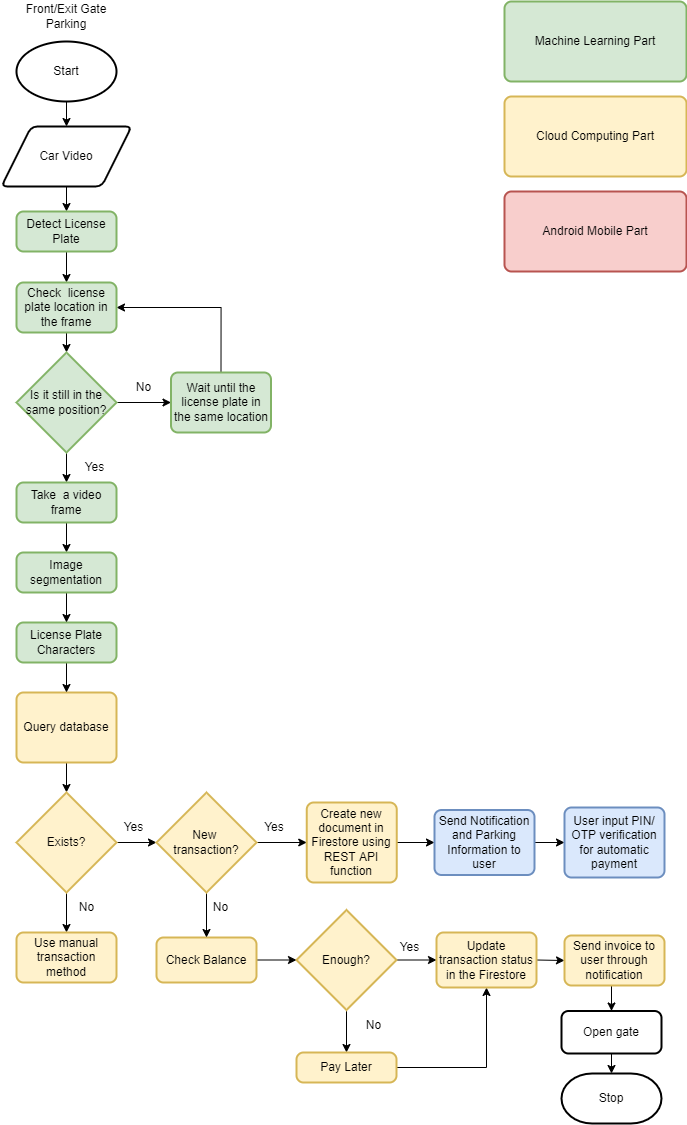 Front/Exit Gate
Parking
Start
Car Video
Detect License
Plate
Check license
plate location in
the frame
Is it still in the
same position?
No
Wait until the
license plate in
the same location
Yes
Take a video
frame
Image
segmentation
License Plate
Characters
Query database
Exists?
Yes
New
transaction?
Yes
Create new
document in
Firestore using
REST API
function
Send Notification
and Parking
Information to
user
User input PIN/
OTP verification
for automatic
payment
No
Use manual
transaction
method
No
Check Balance
Enough?
Yes
Update
transaction status
in the Firestore
Send invoice to
user through
notification
No
Pay Later
Open gate
Stop
Machine Learning Part
Cloud Computing Part
Android Mobile Part